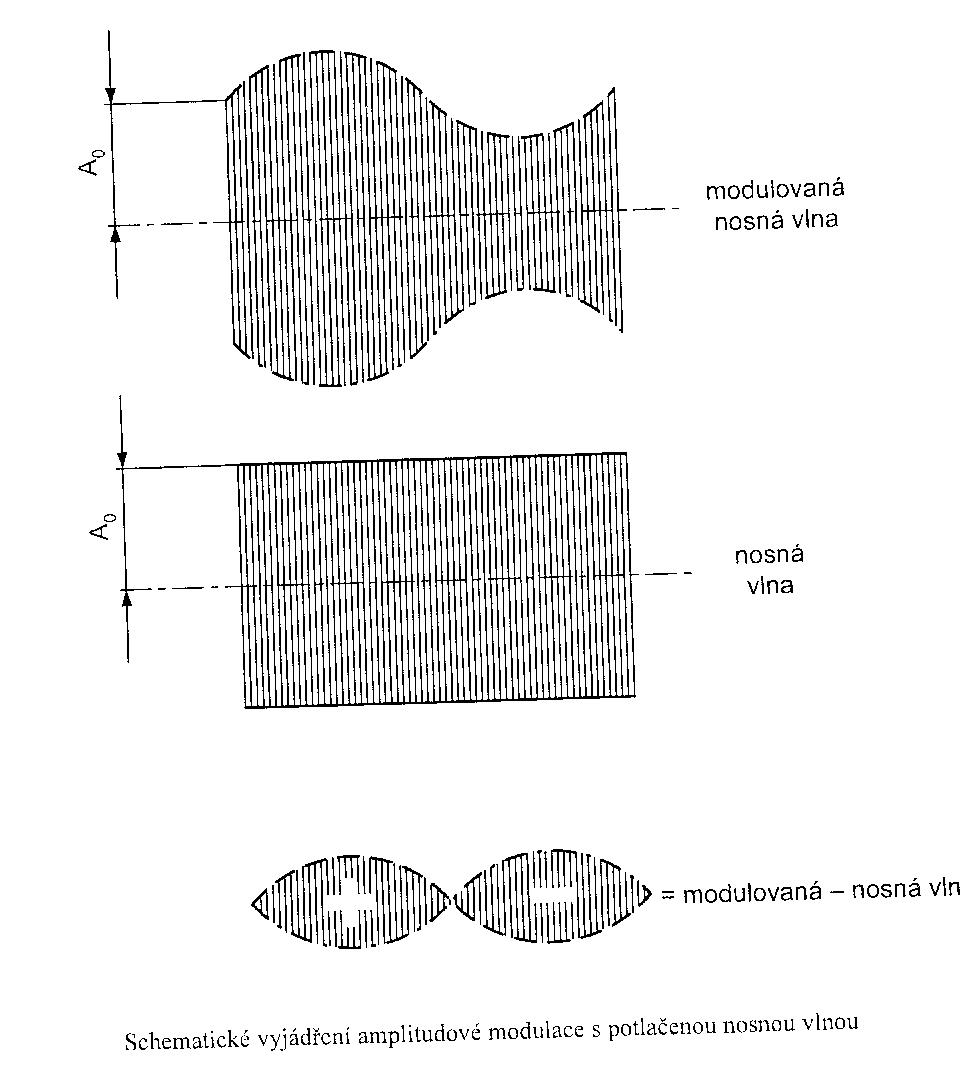 A₀
modulovaná
nosná vlna
A₀
nosná
vlna
+
−
= modulovaná – nosná vln
Schematické vyjádření amplitudové modulace s potlačenou nosnou vlnou